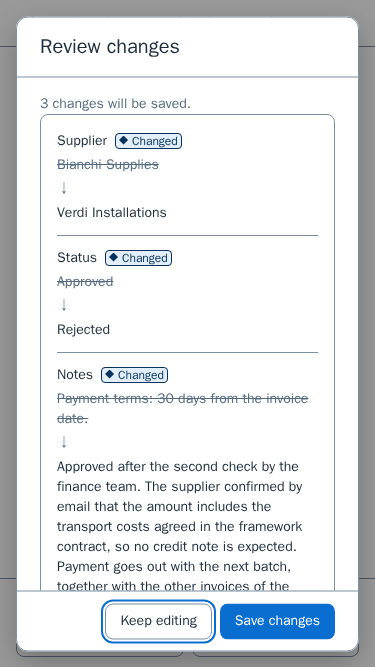 Review changes
3 changes will be saved.
Supplier ◆ Changed
Bianchi Supplies
↓
Verdi Installations
Status ◆ Changed
Approved
↓
Rejected
Notes ◆ Changed
Payment terms: 30 days from the invoice
date.
↓
Approved after the second check by the
finance team. The supplier confirmed by
email that the amount includes the
transport costs agreed in the framework
contract, so no credit note is expected.
Payment goes out with the next batch,
together with the other invoices of the
Keep editing Save changes